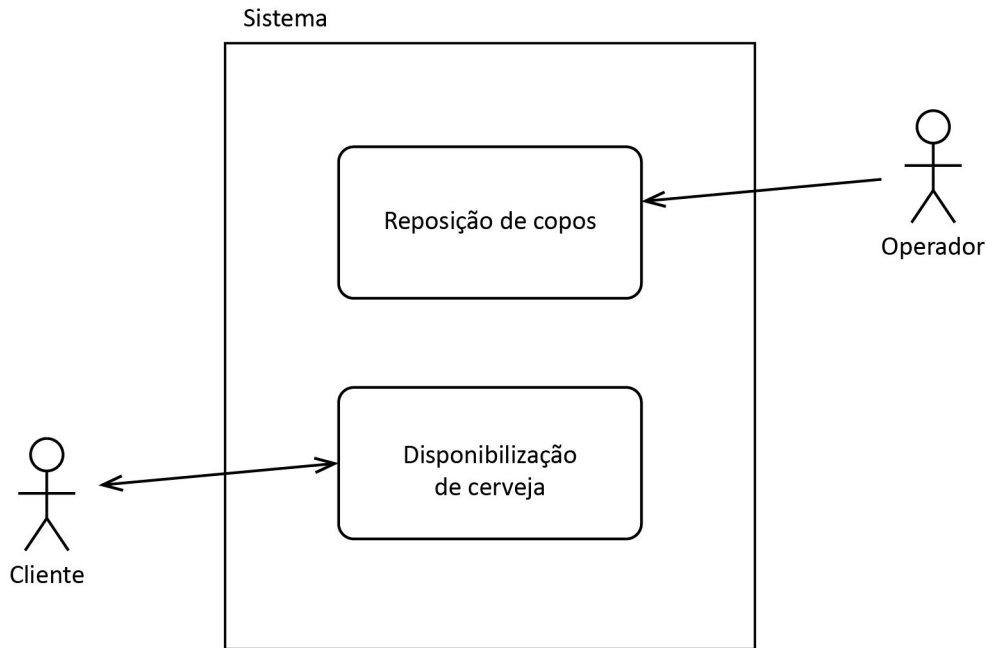 Sistema
Reposição de copos
Operador
Disponibilização
de cerveja
Cliente